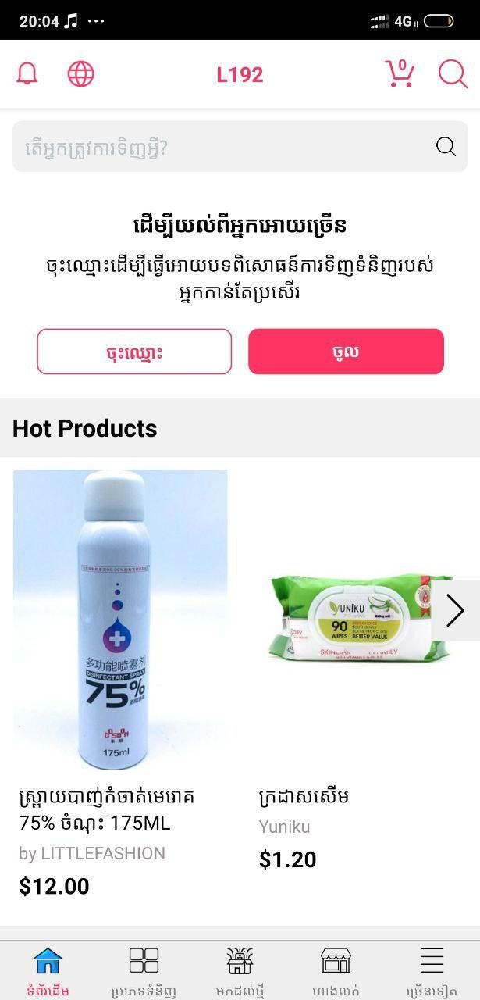 20:04
4G
L192
0
តើអ្នកត្រូវការទិញអ្វី?
ដើម្បីយល់ពីអ្នកអោយច្រើន
ចុះឈ្មោះដើម្បីធ្វើអោយបទពិសោធន៍ការទិញទំនិញរបស់
អ្នកកាន់តែប្រសើរ
ចុះឈ្មោះ
ចូល
Hot Products
多功能喷雾剂
DISINFECTANT SPRAY
75%
175ml
YUNIKU
90
WIPES
BEST CHOICE
SCENT GENTLY
SOFT & THICK CLOTH
BETTER VALUE
ស្ព្រាយបាញ់កំចាត់មេរោគ
75% ចំណុះ 175ML
by LITTLEFASHION
$12.00
ក្រដាសសើម
Yuniku
$1.20
ទំព័រដើម
ប្រភេទទំនិញ
មកដល់ថ្មី
ហាងលក់
ច្រើនទៀត